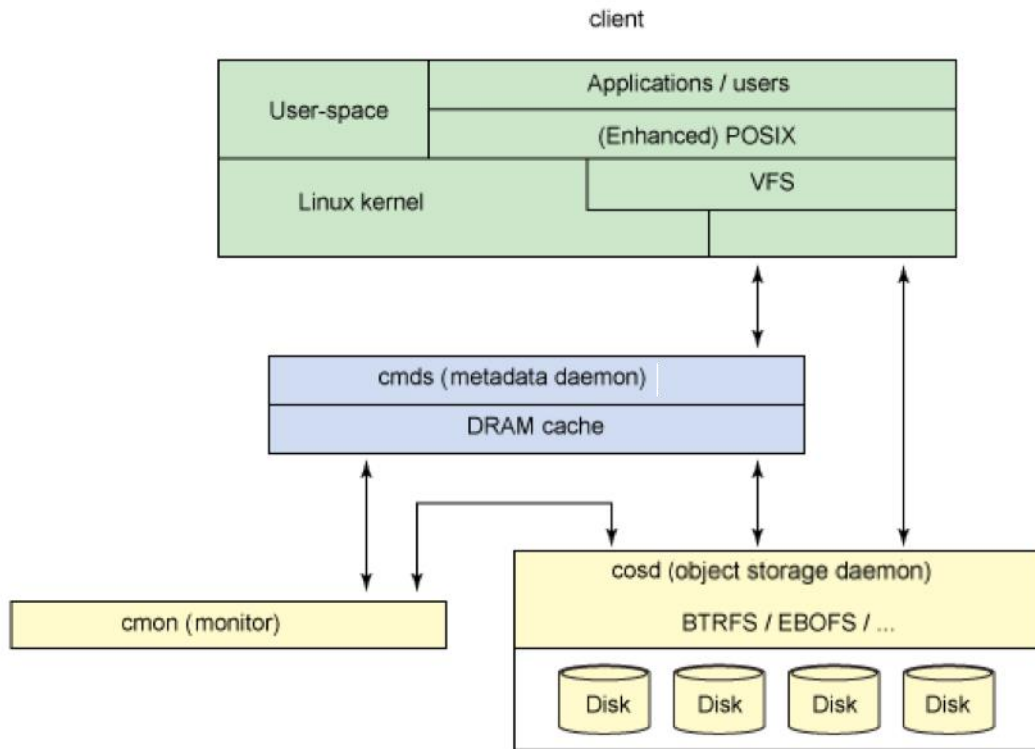 client
User-space
Applications / users
(Enhanced) POSIX
Linux kernel
VFS
cmds (metadata daemon)
DRAM cache
cmon (monitor)
cosd (object storage daemon)
BTRFS / EBOFS / ...
Disk
Disk
Disk
Disk